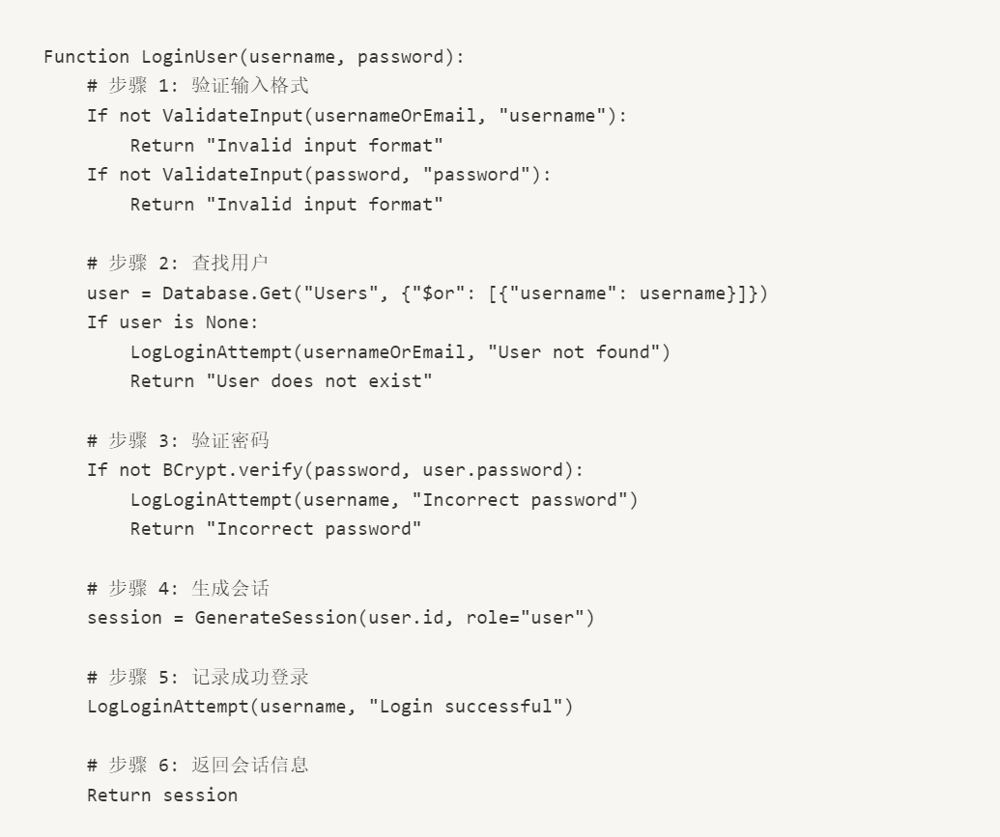 Function LoginUser(username, password):
    # 步骤 1: 验证输入格式
    If not ValidateInput(usernameOrEmail, "username"):
        Return "Invalid input format"
    If not ValidateInput(password, "password"):
        Return "Invalid input format"

    # 步骤 2: 查找用户
    user = Database.Get("Users", {"$or": [{"username": username}]})
    If user is None:
        LogLoginAttempt(usernameOrEmail, "User not found")
        Return "User does not exist"

    # 步骤 3: 验证密码
    If not BCrypt.verify(password, user.password):
        LogLoginAttempt(username, "Incorrect password")
        Return "Incorrect password"

    # 步骤 4: 生成会话
    session = GenerateSession(user.id, role="user")

    # 步骤 5: 记录成功登录
    LogLoginAttempt(username, "Login successful")

    # 步骤 6: 返回会话信息
    Return session